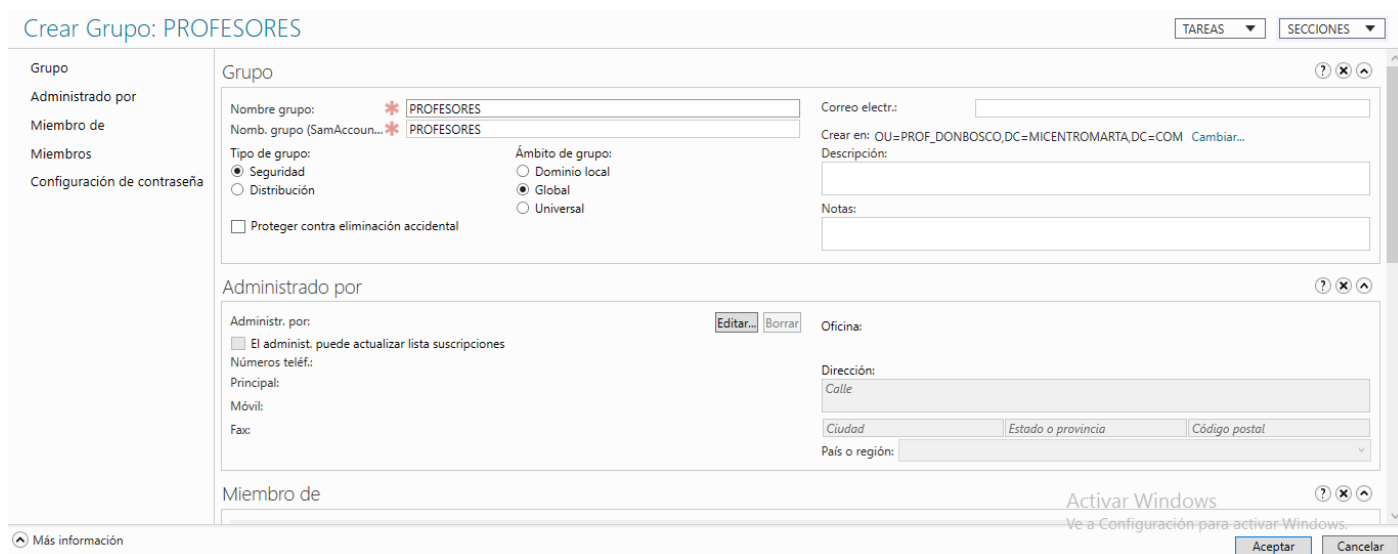 Crear Grupo: PROFESORES
TAREAS
SECCIONES
Grupo
Administrado por
Miembro de
Miembros
Configuración de contraseña
Grupo
Nombre grupo: PROFESORES
Nomb. grupo (SamAccoun... PROFESORES
Tipo de grupo:
Seguridad
Distribución
Ámbito de grupo:
Dominio local
Global
Universal
Proteger contra eliminación accidental
Correo electr.:
Crear en: OU=PROF_DONBOSCO,DC=MICENTROMARTA,DC=COM Cambiar...
Descripción:
Notas:
Administrado por
Administr. por: Editar... Borrar
El administ. puede actualizar lista suscripciones
Números teléf.:
Principal:
Móvil:
Fax:
Oficina:
Dirección:
Calle
Ciudad Estado o provincia Código postal
País o región:
Miembro de
Activar Windows
Ve a Configuración para activar Windows.
Más información
Aceptar Cancelar